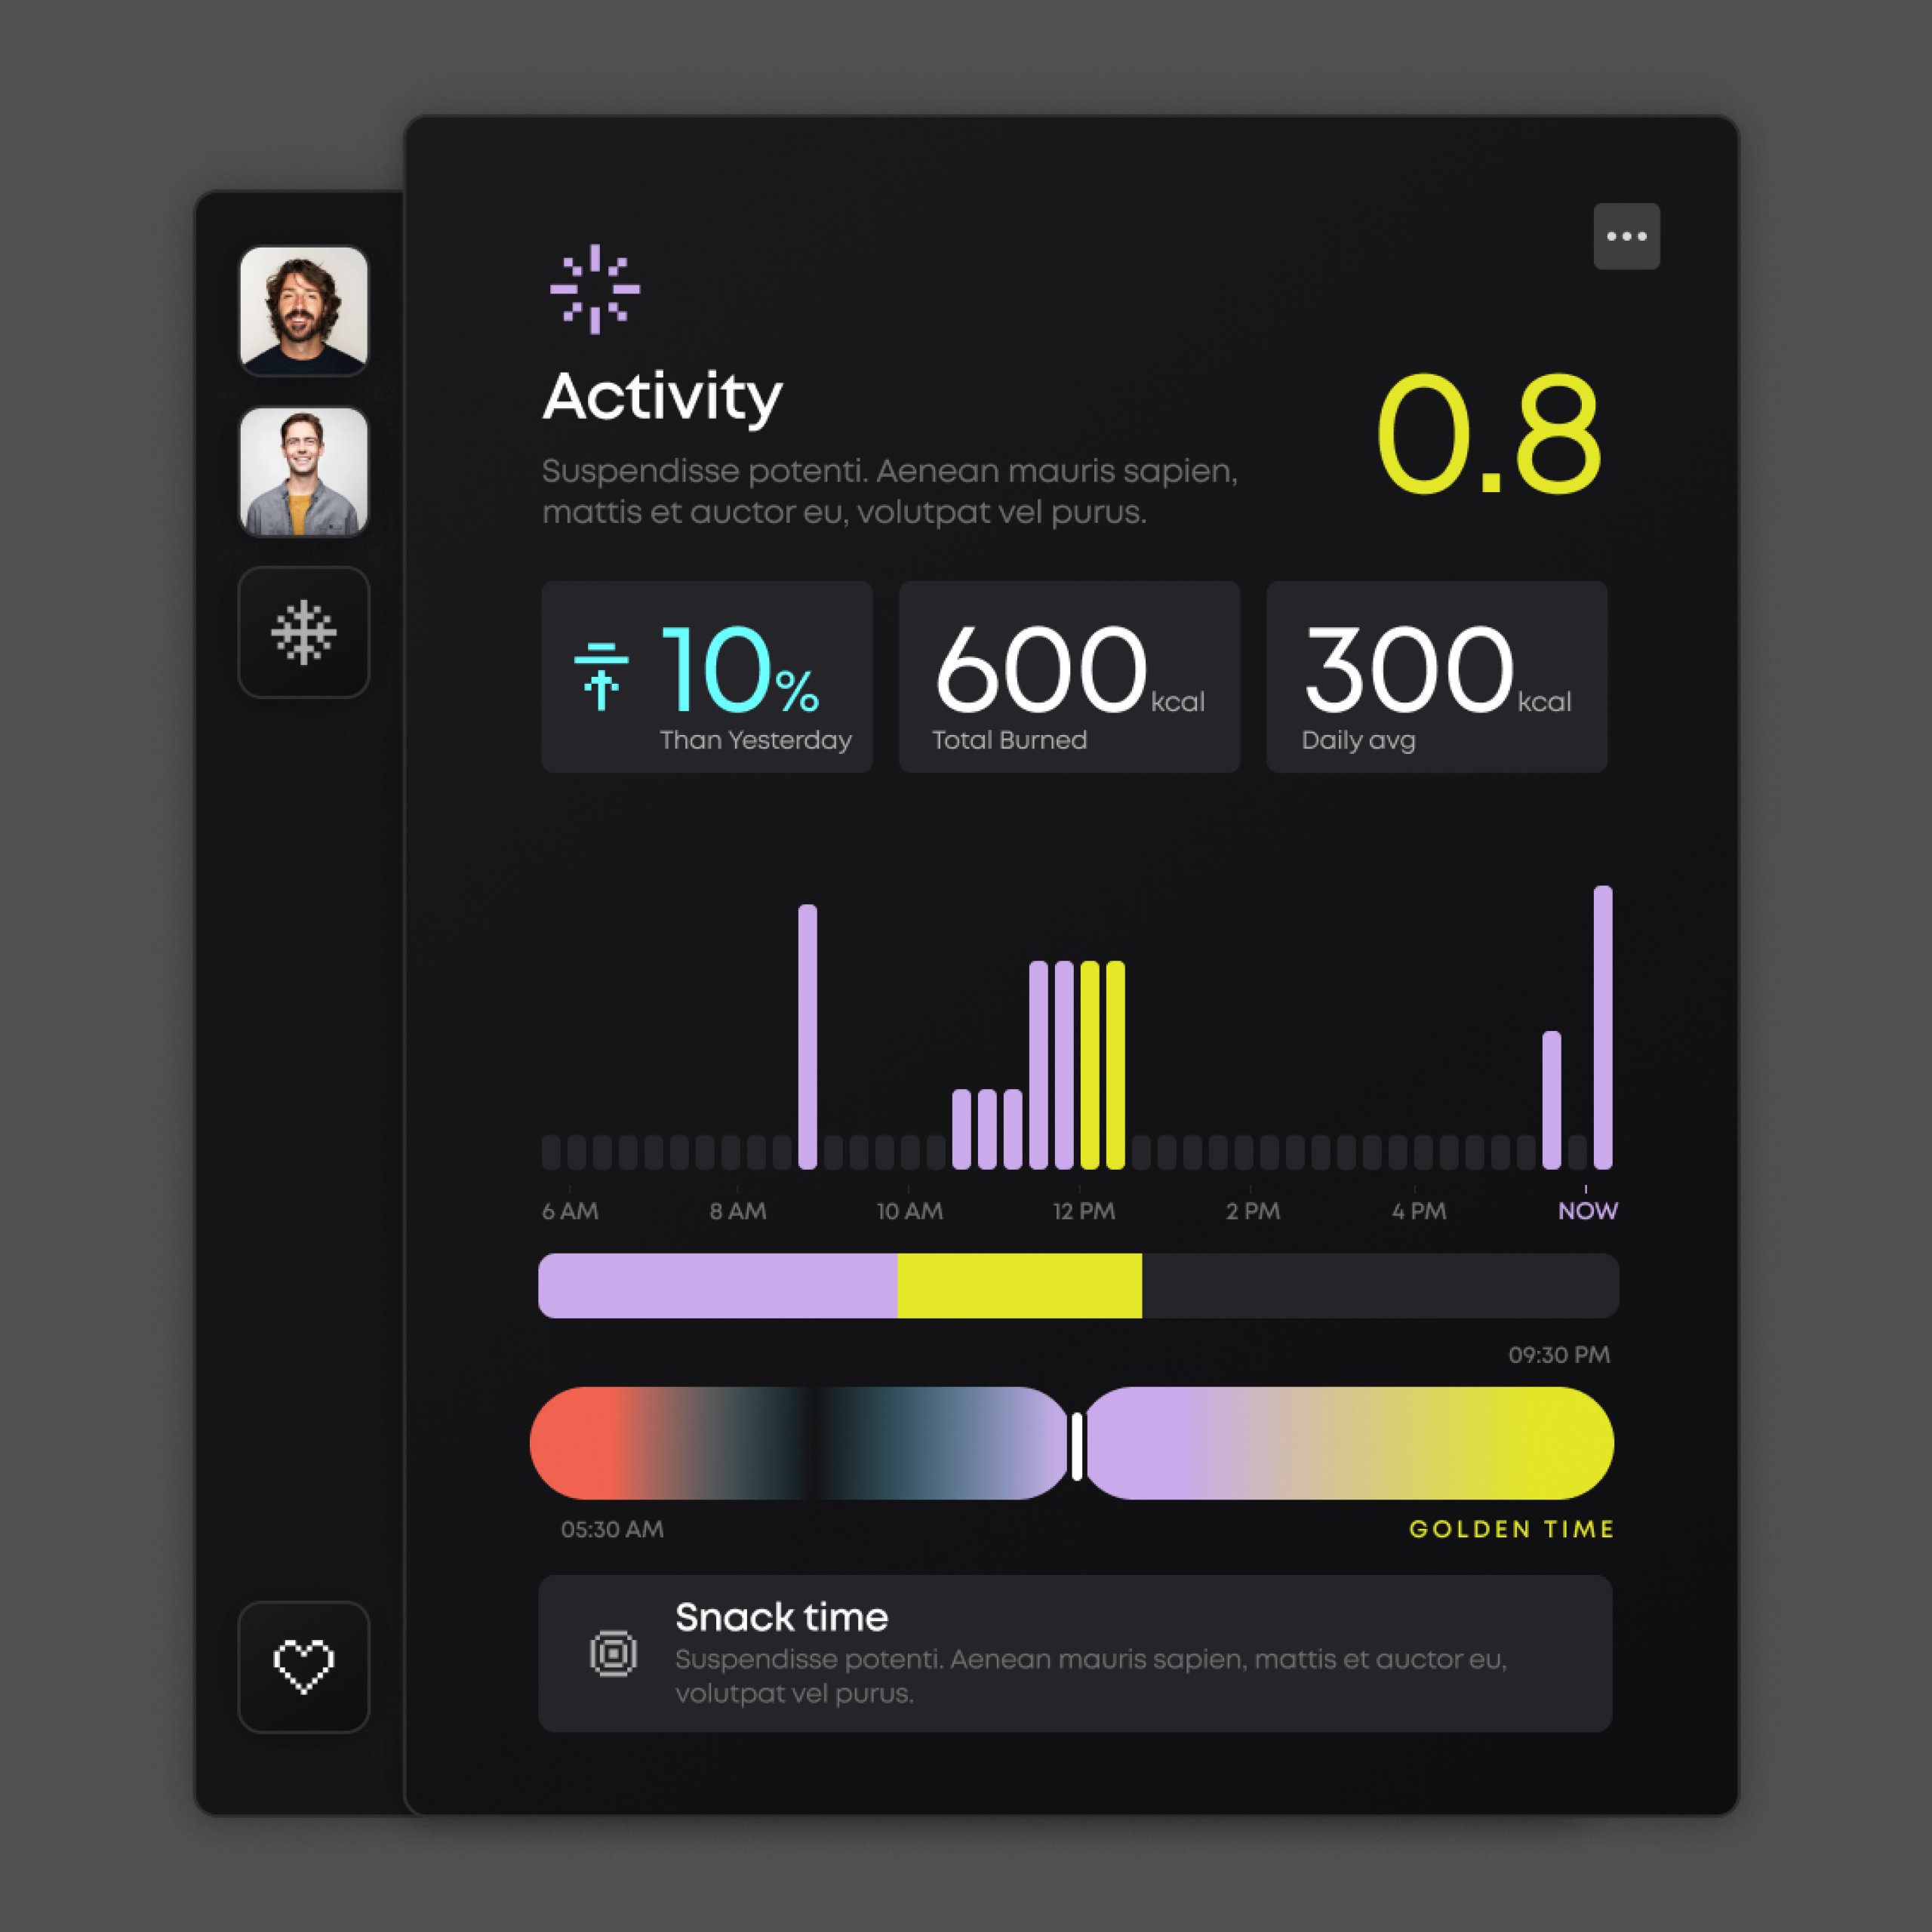 Activity
0.8
Suspendisse potenti. Aenean mauris sapien,
mattis et auctor eu, volutpat vel purus.
10%
Than Yesterday
600 kcal
Total Burned
300 kcal
Daily avg
6 AM 8 AM 10 AM 12 PM 2 PM 4 PM NOW
09:30 PM
05:30 AM
GOLDEN TIME
Snack time
Suspendisse potenti. Aenean mauris sapien, mattis et auctor eu,
volutpat vel purus.